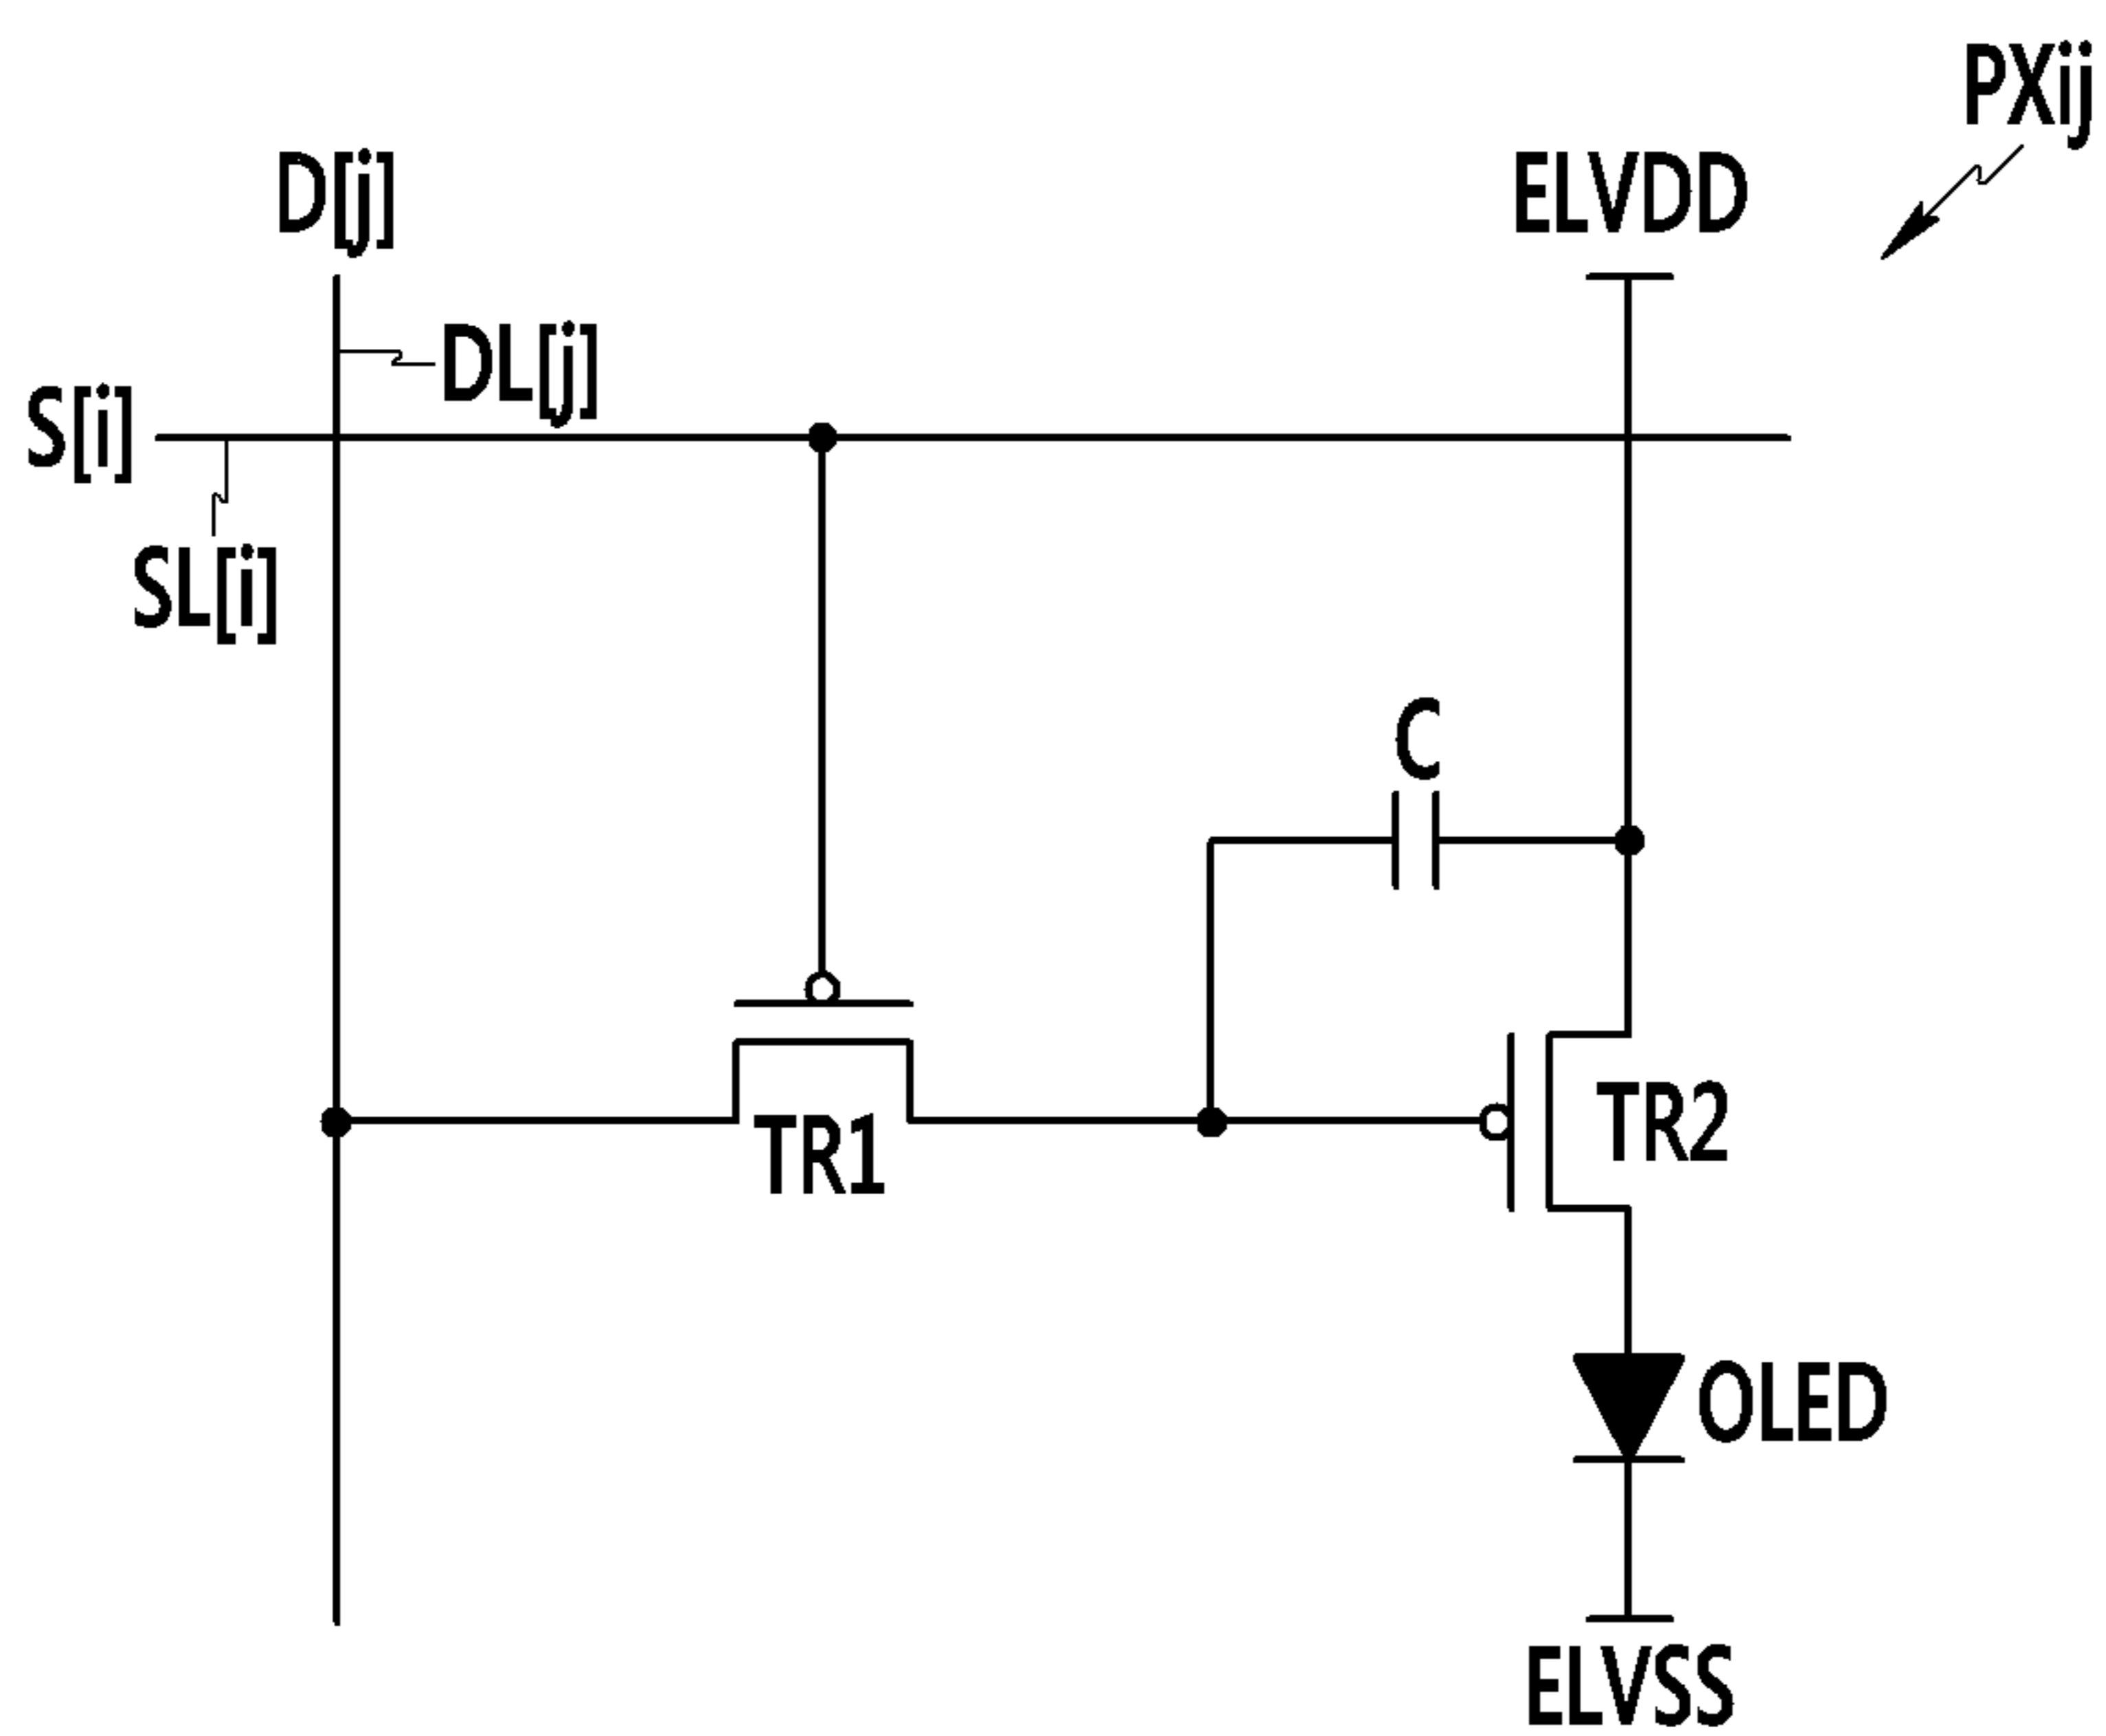 PXij
D[j]
ELVDD
DL[j]
S[i]
SL[i]
C
TR1
TR2
OLED
ELVSS